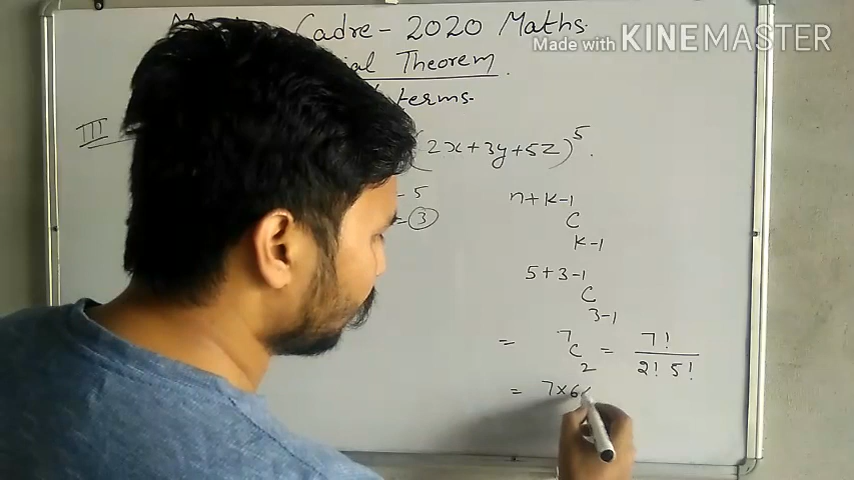 Cadre - 2020 Maths
Made with KINEMASTER
Theorem
terms
III
(2x+3y+5z)^5.
= 5
= 3
n+k-1
C
k-1
5+3-1
C
3-1
= 7C2 = 7!/2! 5!
= 7×6